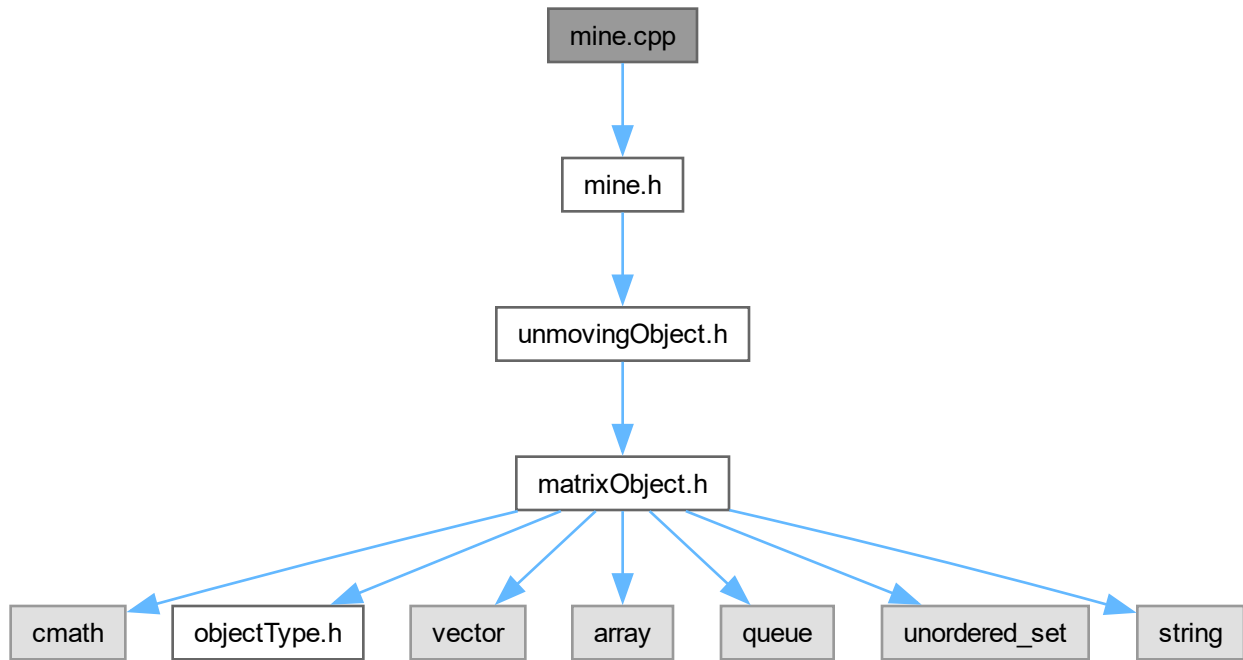 mine.cpp
mine.h
unmovingObject.h
matrixObject.h
cmath
objectType.h
vector
array
queue
unordered_set
string